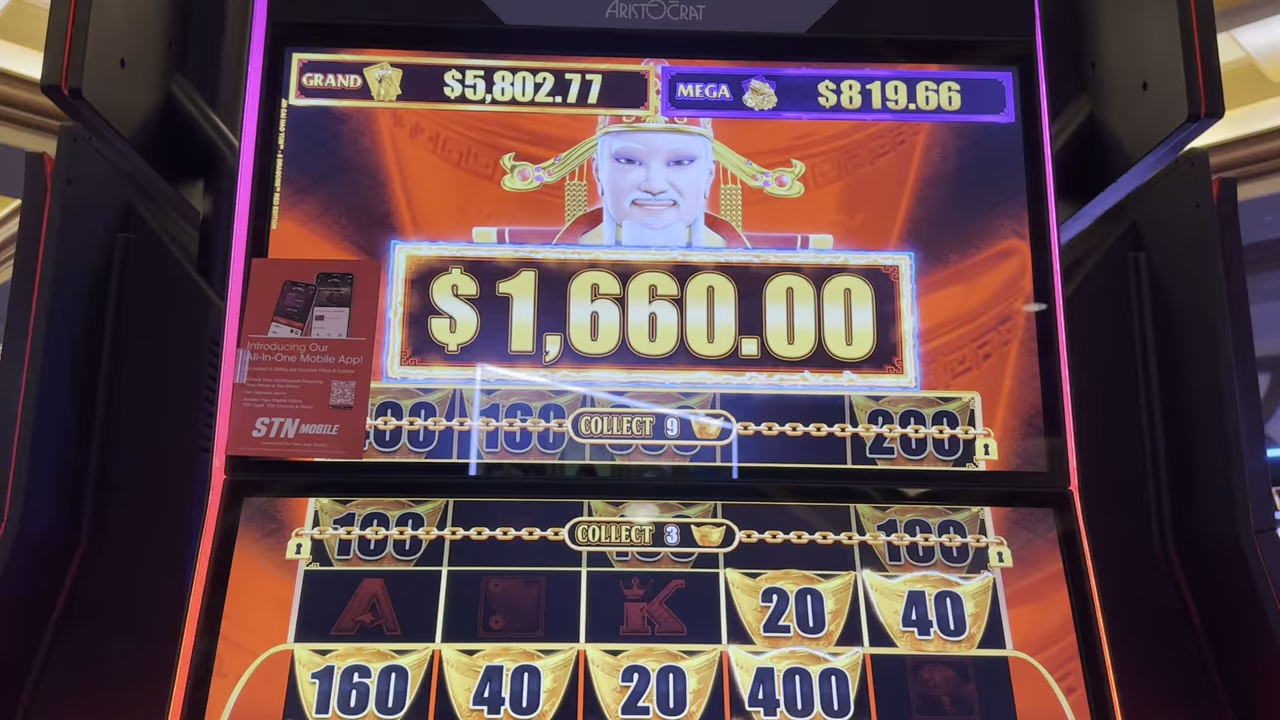 ARISTOCRAT
GRAND $5,802.77
MEGA $819.66
$1,660.00
Introducing Our
All-In-One Mobile App!
STN MOBILE
160
COLLECT 9
200
100
COLLECT 3
100
A
K
20
40
160
40
20
400